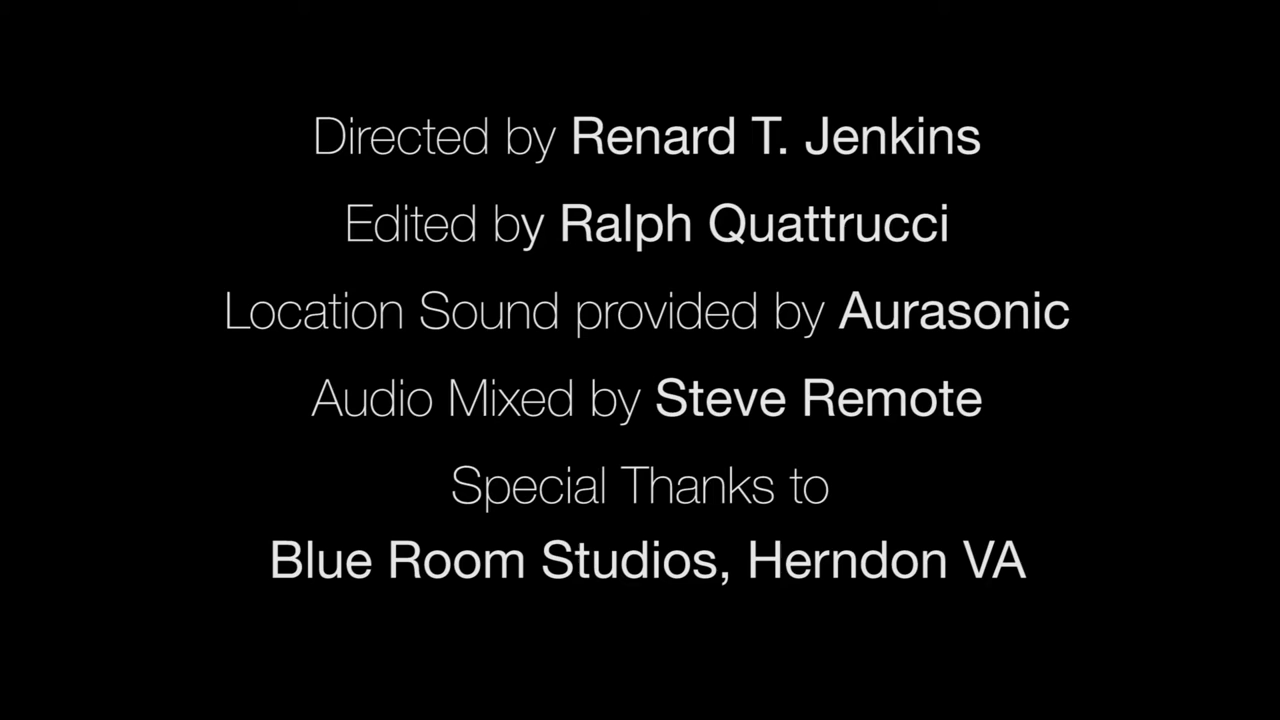 Directed by Renard T. Jenkins
Edited by Ralph Quattrucci
Location Sound provided by Aurasonic
Audio Mixed by Steve Remote
Special Thanks to
Blue Room Studios, Herndon VA